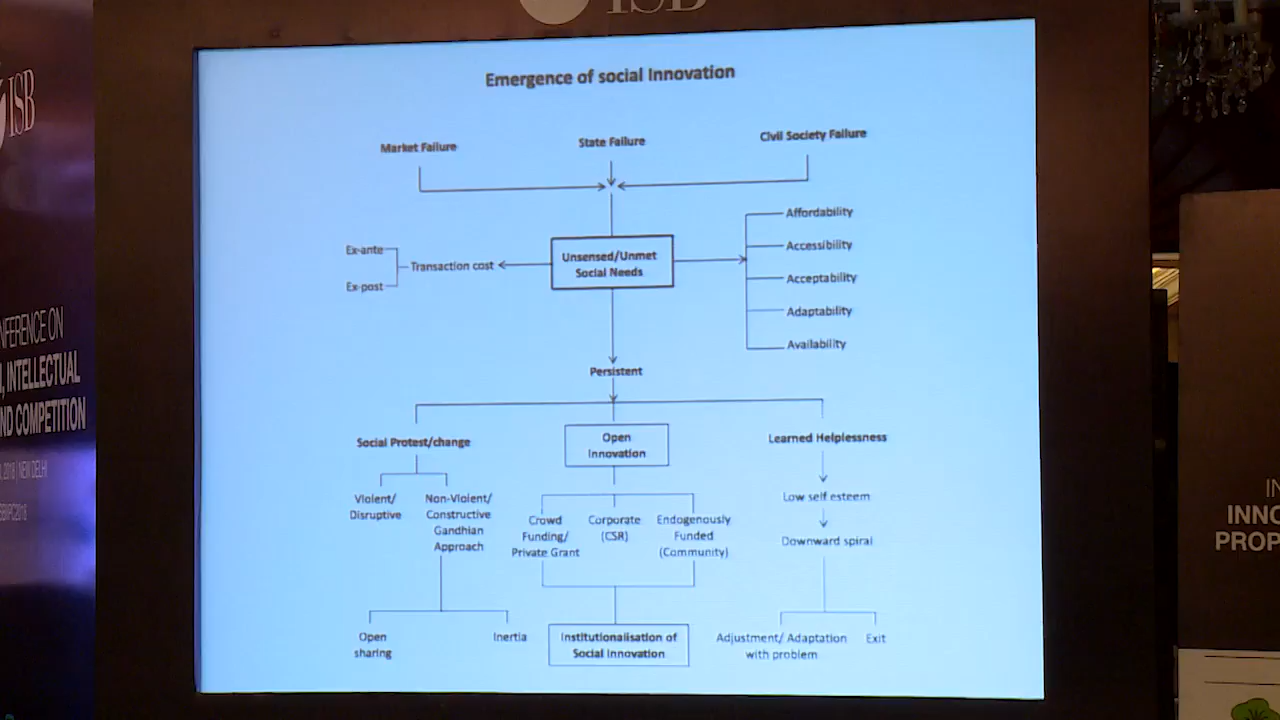 ISB
ISB
NFERENCE ON
, INTELLECTUAL
ND COMPETITION
, 2018 | NEW DELHI
Emergence of social Innovation
Market Failure
State Failure
Civil Society Failure
Ex-ante
Ex-post
Transaction cost
Unsensed/Unmet
Social Needs
Affordability
Accessibility
Acceptability
Adaptability
Availability
Persistent
Social Protest/change
Open
Innovation
Learned Helplessness
Violent/
Disruptive
Non-Violent/
Constructive
Gandhian
Approach
Crowd
Funding/
Private Grant
Corporate
(CSR)
Endogenously
Funded
(Community)
Low self esteem
Downward spiral
Open
sharing
Inertia
Institutionalisation of
Social Innovation
Adjustment/ Adaptation
with problem
Exit
IN
INNO
PROP